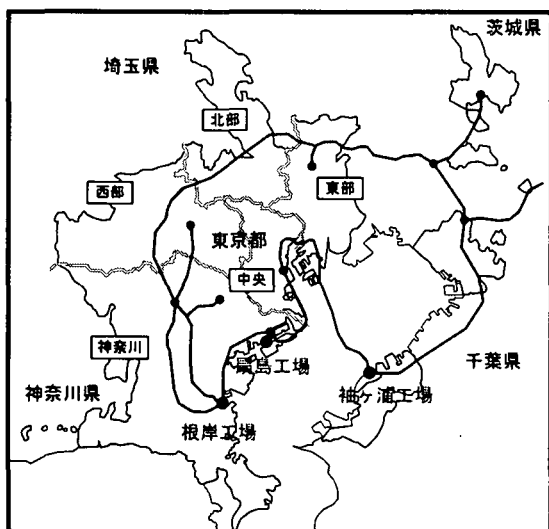 茨城県
埼玉県
北部
西部
東部
東京都
中央
神奈川
扇島工場
千葉県
神奈川県
袖ヶ浦工場
根岸工場